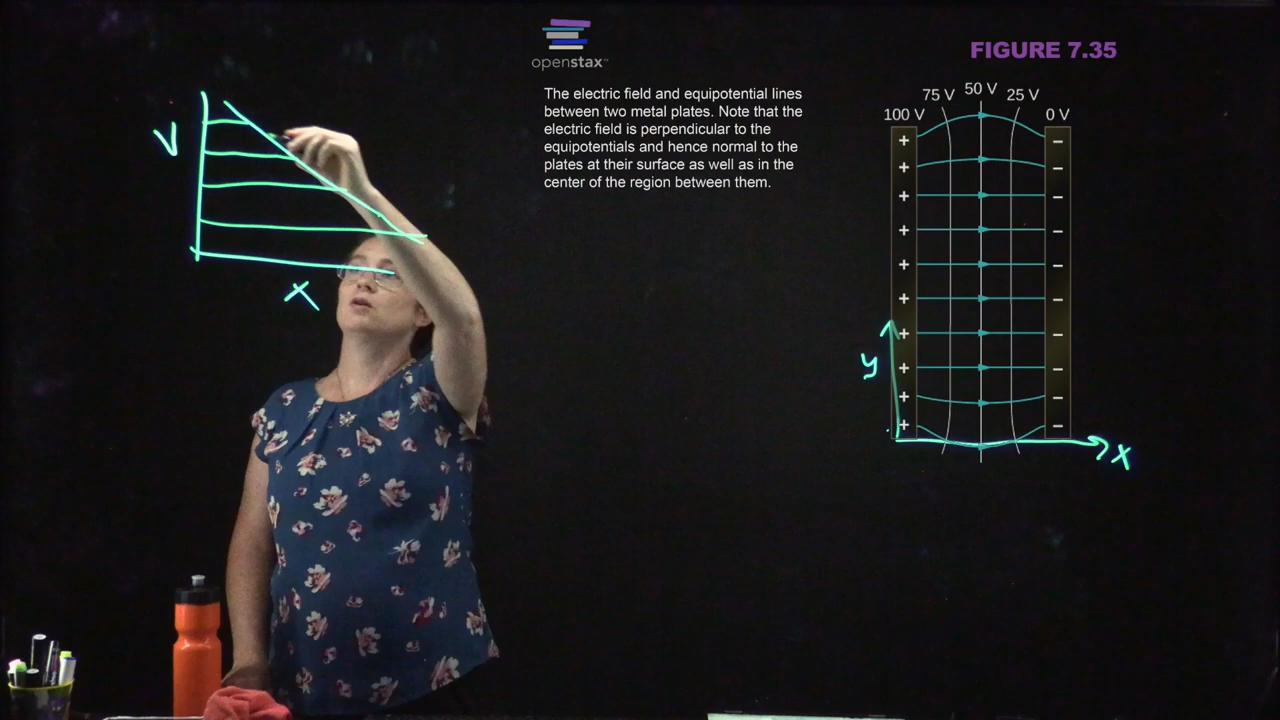 openstax™
FIGURE 7.35
The electric field and equipotential lines
between two metal plates. Note that the
electric field is perpendicular to the
equipotentials and hence normal to the
plates at their surface as well as in the
center of the region between them.
75 V 50 V 25 V
100 V 0 V
+ −
+ −
+ −
+ −
+ −
+ −
+ −
+ −
+ −
+ −
V
x
y
x